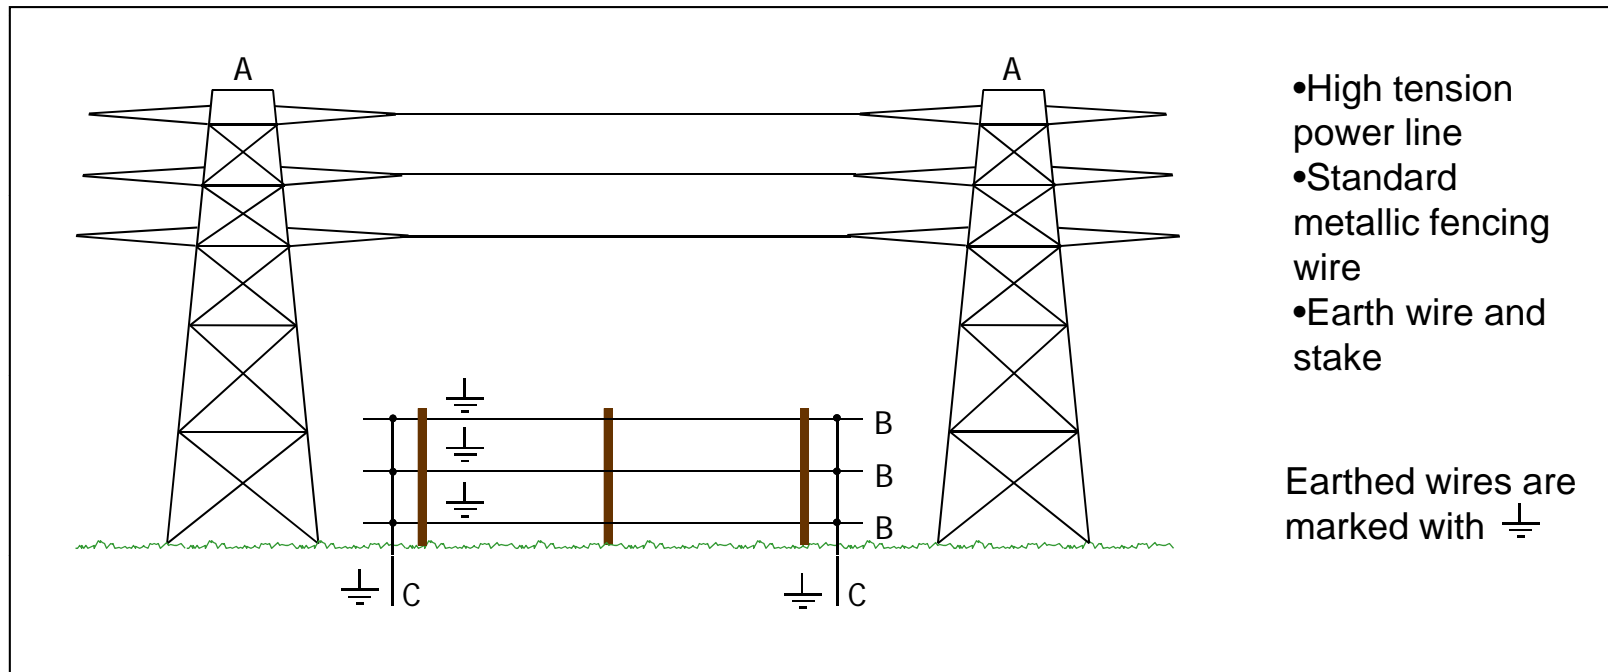 A
A
•High tension
power line
•Standard
metallic fencing
wire
•Earth wire and
stake
B
B
B
Earthed wires are
marked with
C
C